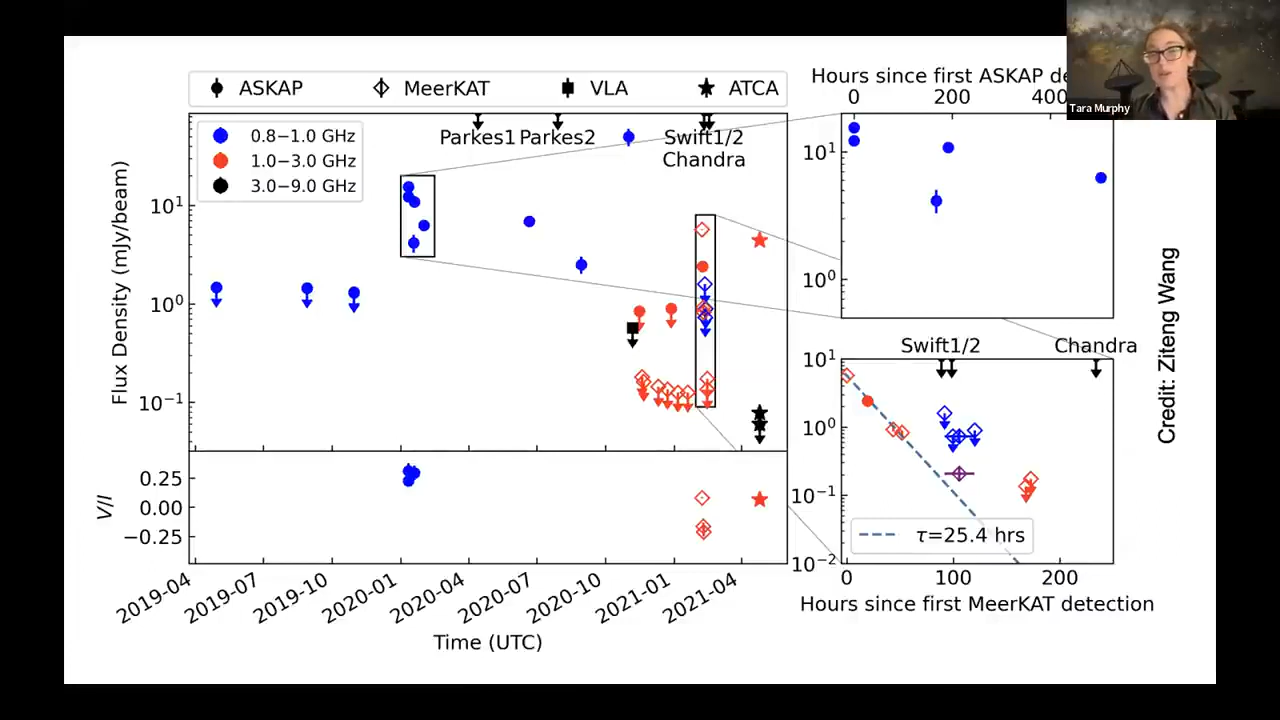 ASKAP MeerKAT VLA ATCA
0.8−1.0 GHz
1.0−3.0 GHz
3.0−9.0 GHz
Parkes1 Parkes2
Swift1/2
Chandra
Flux Density (mJy/beam)
10¹
10⁰
10⁻¹
V/I
0.25
0.00
−0.25
2019-04 2019-07 2019-10 2020-01 2020-04 2020-07 2020-10 2021-01 2021-04
Time (UTC)
Hours since first ASKAP de
0 200 400
10¹
10⁰
Tara Murphy
Swift1/2 Chandra
10¹
10⁰
10⁻¹
10⁻²
τ=25.4 hrs
0 100 200
Hours since first MeerKAT detection
Credit: Ziteng Wang